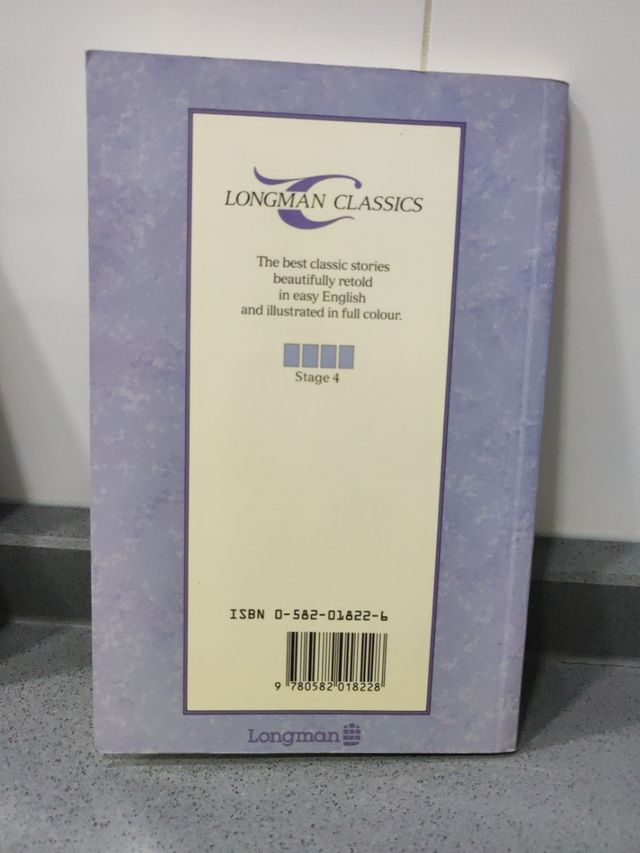 LONGMAN CLASSICS
The best classic stories
beautifully retold
in easy English
and illustrated in full colour.
Stage 4
ISBN 0-582-01822-6
9 780582 018228
Longman